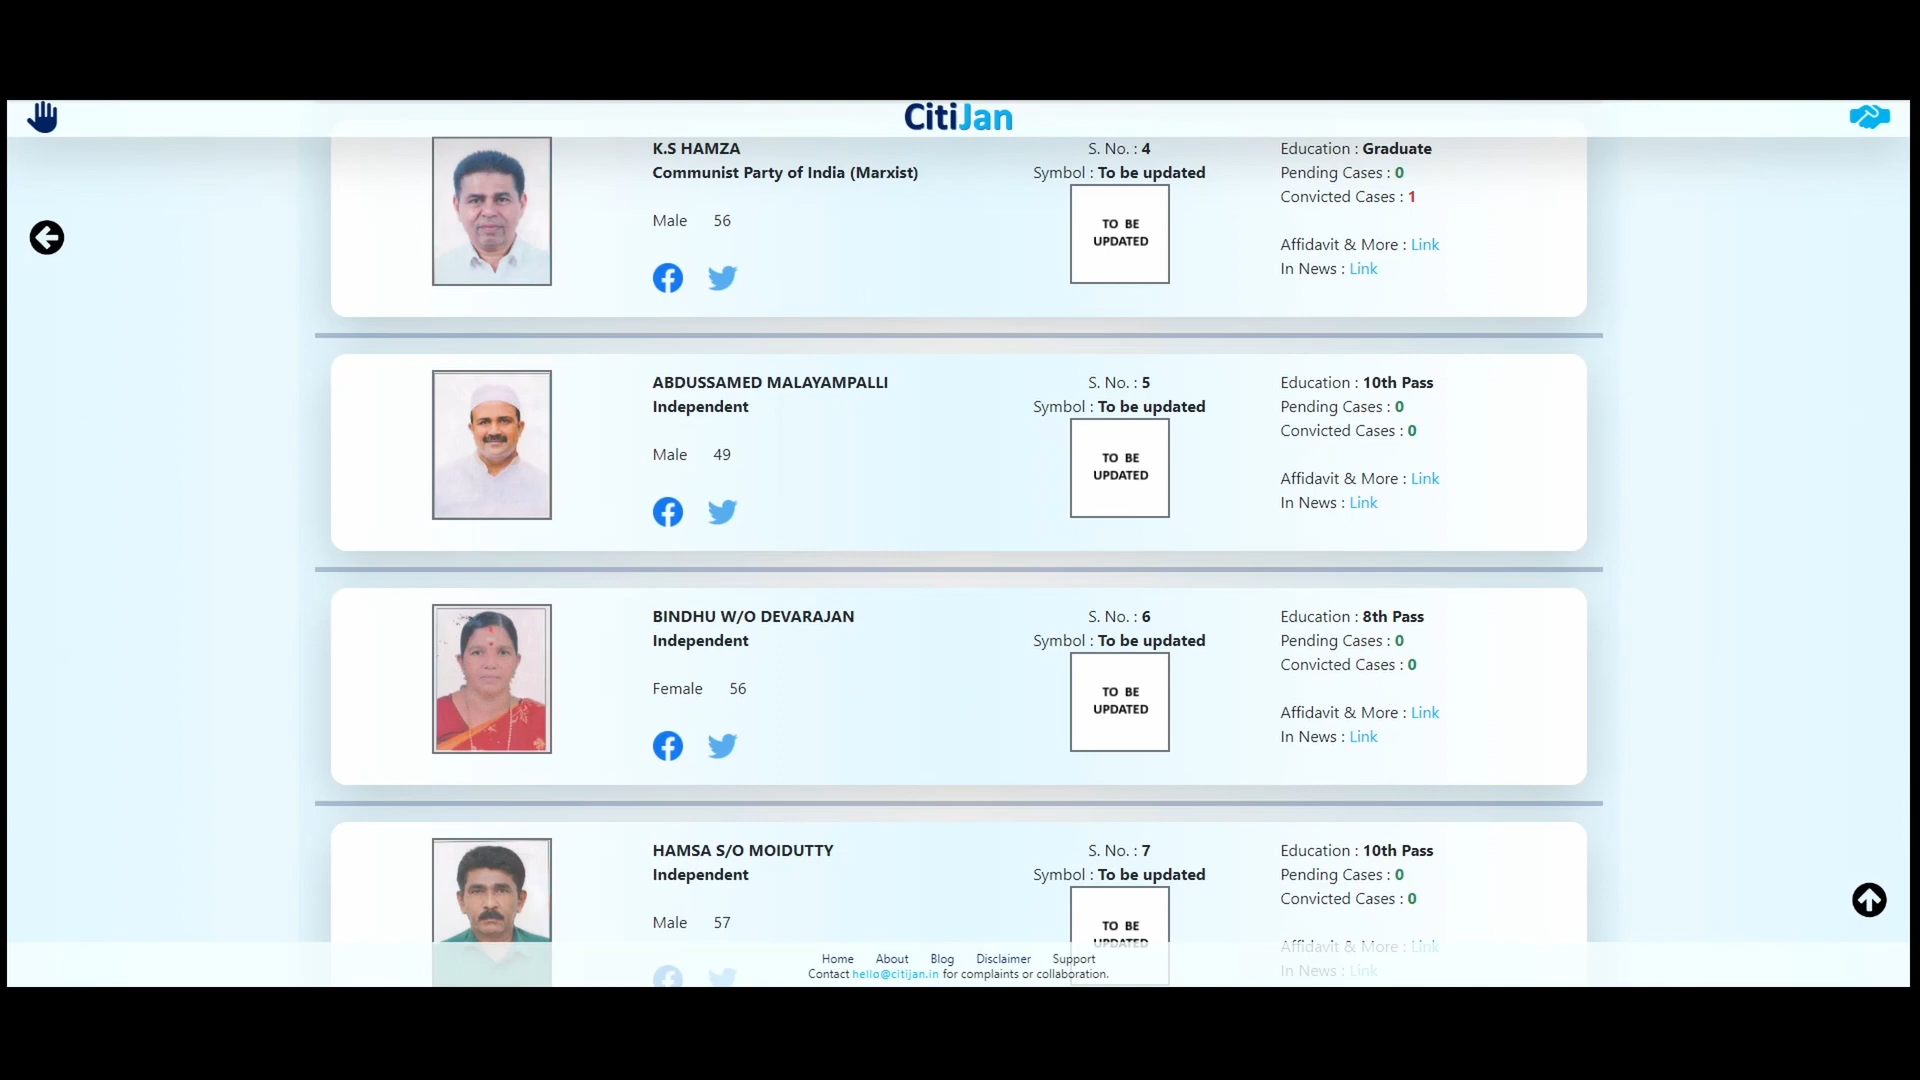 CitiJan
K.S HAMZA
Communist Party of India (Marxist)
Male 56
S. No. : 4
Symbol : To be updated
TO BE
UPDATED
Education : Graduate
Pending Cases : 0
Convicted Cases : 1
Affidavit & More : Link
In News : Link
ABDUSSAMED MALAYAMPALLI
Independent
Male 49
S. No. : 5
Symbol : To be updated
TO BE
UPDATED
Education : 10th Pass
Pending Cases : 0
Convicted Cases : 0
Affidavit & More : Link
In News : Link
BINDHU W/O DEVARAJAN
Independent
Female 56
S. No. : 6
Symbol : To be updated
TO BE
UPDATED
Education : 8th Pass
Pending Cases : 0
Convicted Cases : 0
Affidavit & More : Link
In News : Link
HAMSA S/O MOIDUTTY
Independent
Male 57
S. No. : 7
Symbol : To be updated
TO BE
UPDATED
Education : 10th Pass
Pending Cases : 0
Convicted Cases : 0
Affidavit & More : Link
In News : Link
Home About Blog Disclaimer Support
Contact hello@citijan.in for complaints or collaboration.